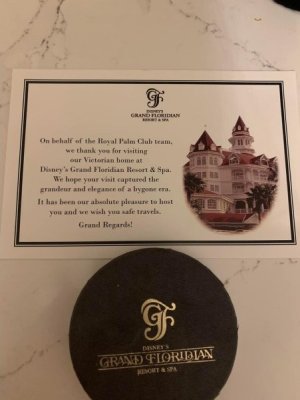 GF
DISNEY'S
GRAND FLORIDIAN
RESORT & SPA
On behalf of the Royal Palm Club team,
we thank you for visiting
our Victorian home at
Disney's Grand Floridian Resort & Spa.
We hope your visit captured the
grandeur and elegance of a bygone era.
It has been our absolute pleasure to host
you and we wish you safe travels.
Grand Regards!
GF
DISNEY'S
GRAND FLORIDIAN
RESORT & SPA